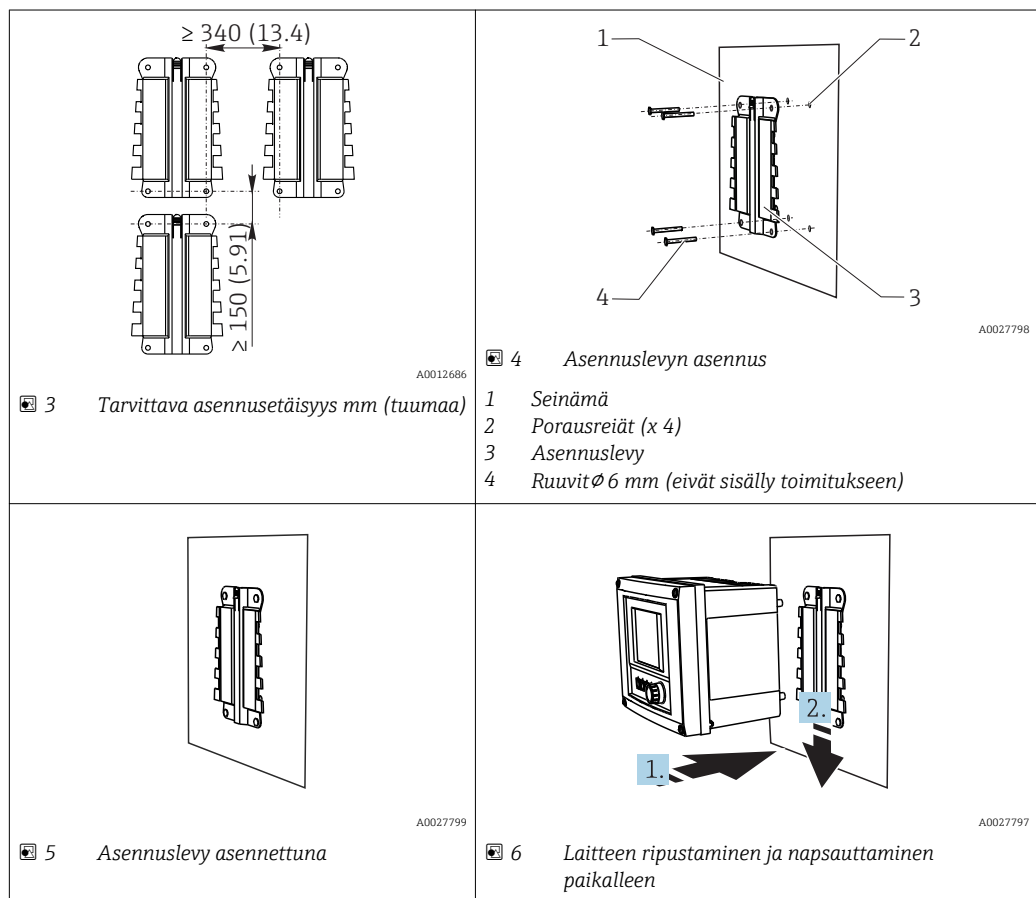 ≥ 340 (13.4)
≥ 150 (5.91)
A0012686
3 Tarvittava asennusetäisyys mm (tuumaa)
1
2
4
3
A0027798
4 Asennuslevyn asennus
1 Seinämä
2 Porausreiät (x 4)
3 Asennuslevy
4 Ruuvit Ø 6 mm (eivät sisälly toimitukseen)
A0027799
5 Asennuslevy asennettuna
2.
1.
A0027797
6 Laitteen ripustaminen ja napsauttaminen
paikalleen